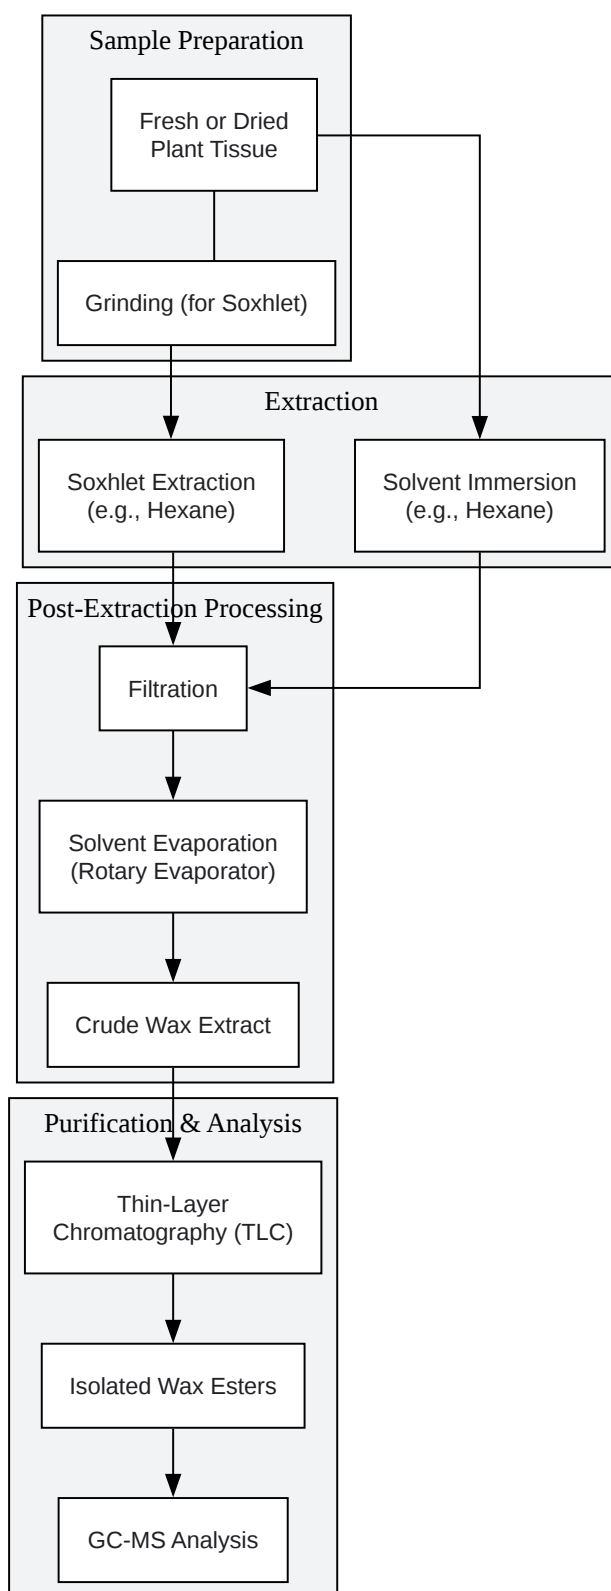 Sample Preparation
Fresh or Dried
Plant Tissue
Grinding (for Soxhlet)
Extraction
Soxhlet Extraction
(e.g., Hexane)
Solvent Immersion
(e.g., Hexane)
Post-Extraction Processing
Filtration
Solvent Evaporation
(Rotary Evaporator)
Crude Wax Extract
Purification & Analysis
Thin-Layer
Chromatography (TLC)
Isolated Wax Esters
GC-MS Analysis